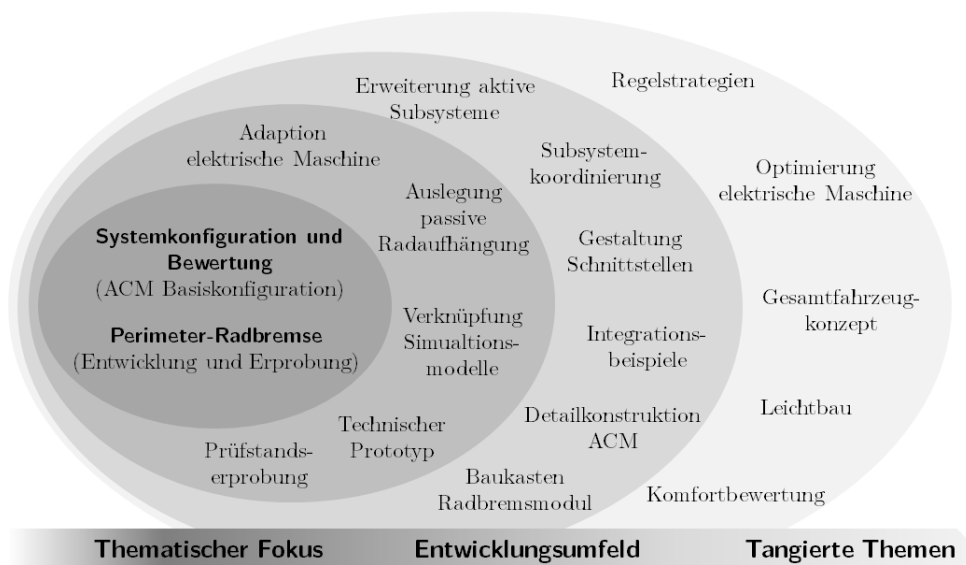 Regelstrategien
Erweiterung aktive
Subsysteme
Adaption
elektrische Maschine
Subsystem-
koordinierung
Optimierung
elektrische Maschine
Auslegung
passive
Radaufhängung
Systemkonfiguration und
Bewertung
(ACM Basiskonfiguration)
Gestaltung
Schnittstellen
Gesamtfahrzeug-
konzept
Verknüpfung
Simualtions-
modelle
Perimeter-Radbremse
(Entwicklung und Erprobung)
Integrations-
beispiele
Leichtbau
Detailkonstruktion
ACM
Technischer
Prototyp
Prüfstands-
erprobung
Baukasten
Radbremsmodul
Komfortbewertung
Thematischer Fokus
Entwicklungsumfeld
Tangierte Themen